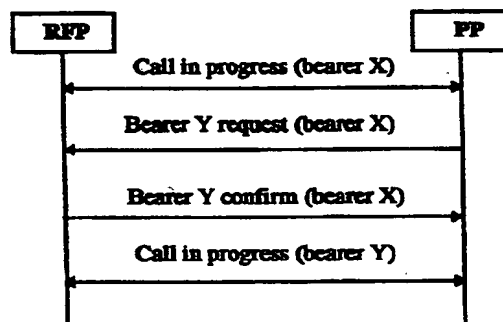 RFP PP
Call in progress (bearer X)
Bearer Y request (bearer X)
Bearer Y confirm (bearer X)
Call in progress (bearer Y)